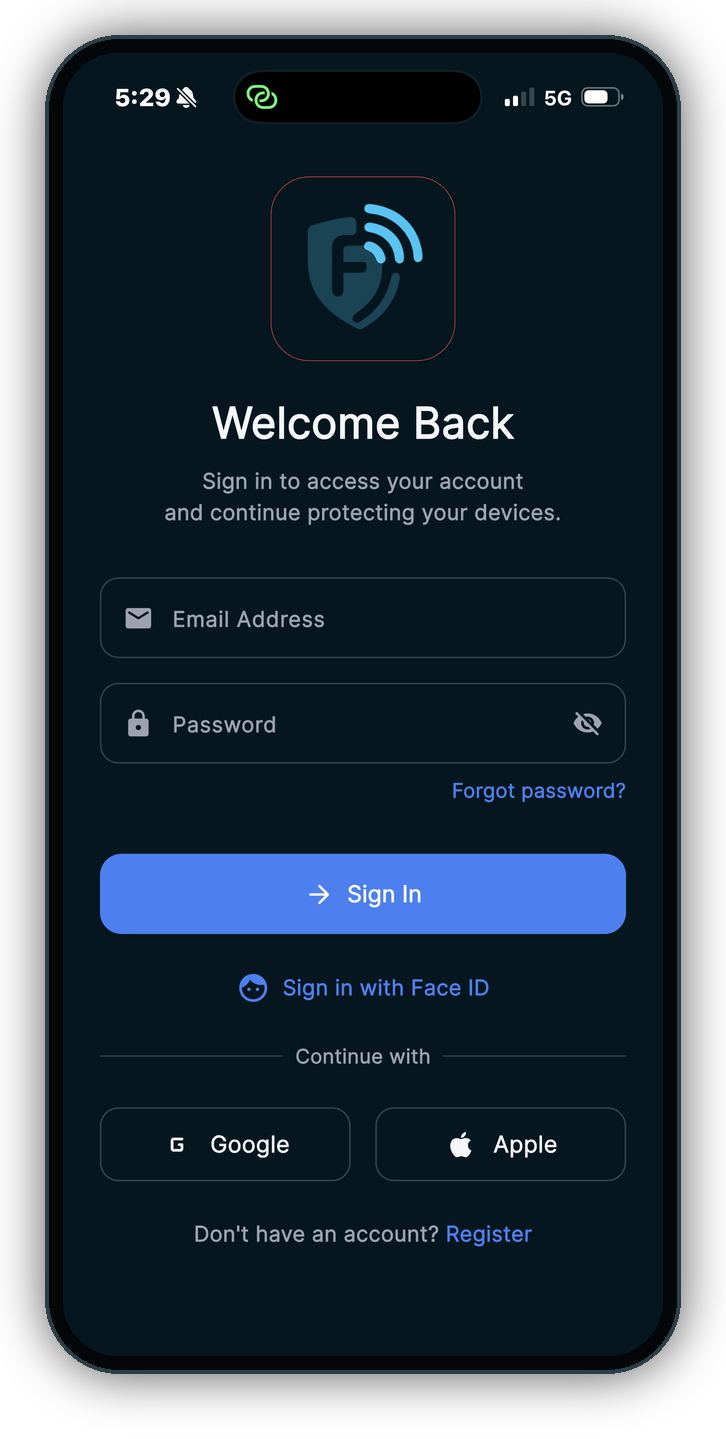 5:29
5G
F
Welcome Back
Sign in to access your account
and continue protecting your devices.
Email Address
Password
Forgot password?
Sign In
Sign in with Face ID
Continue with
G Google
Apple
Don't have an account? Register